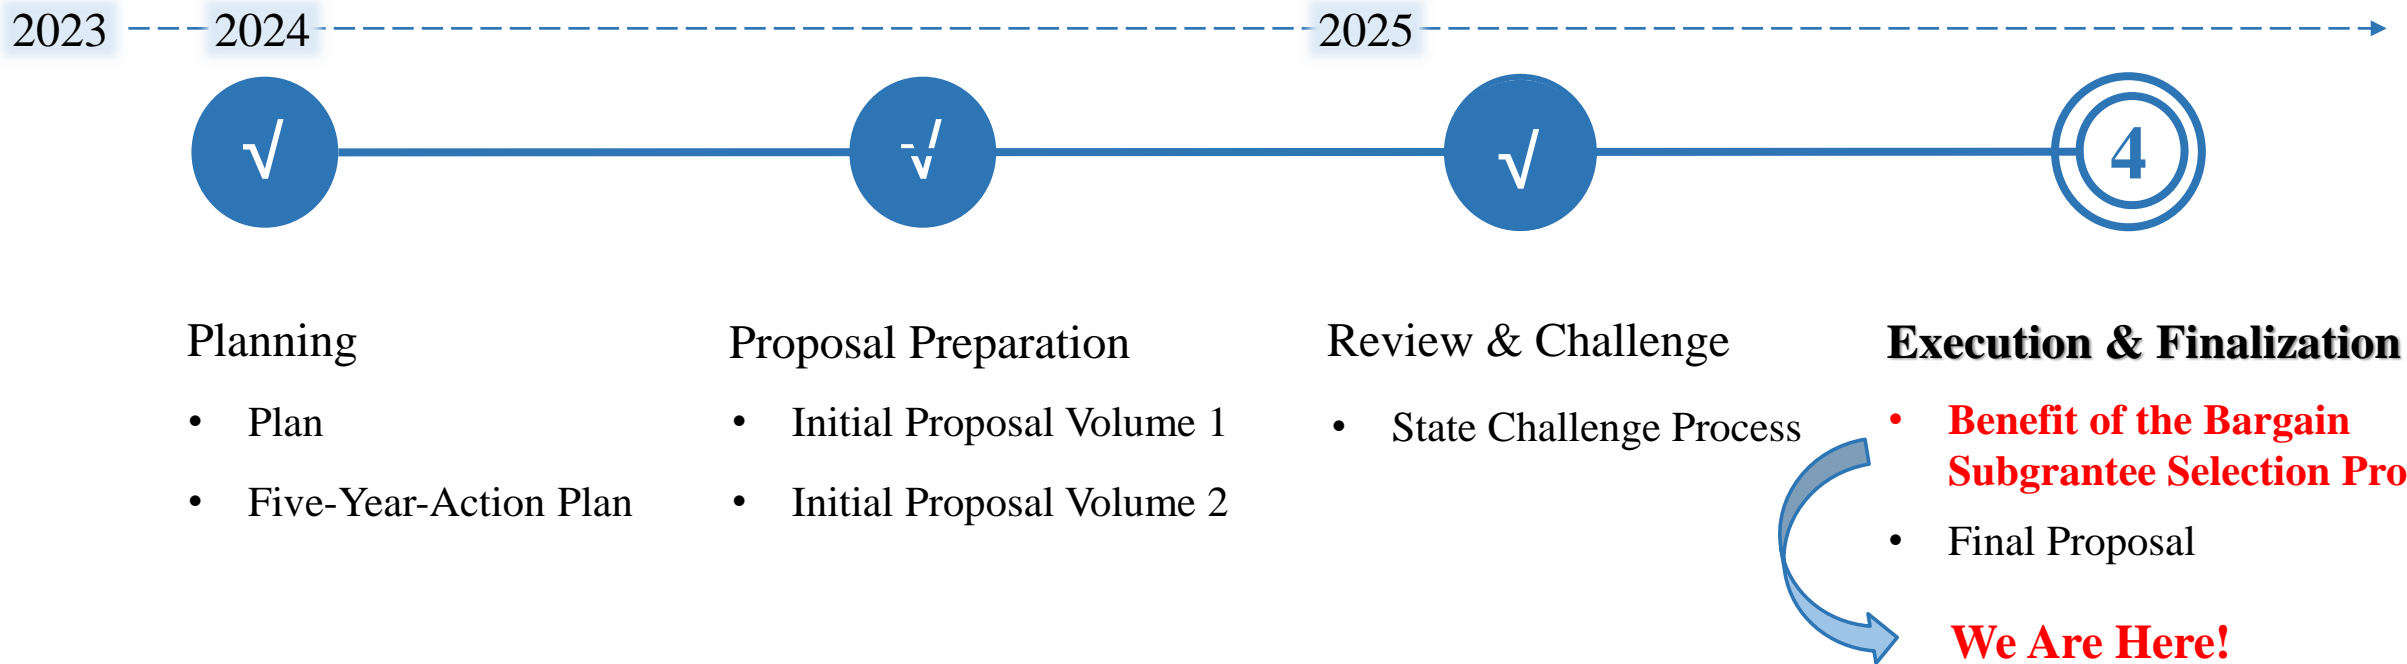 2023 2024 2025
√ √ √ 4
Planning
• Plan
• Five-Year-Action Plan
Proposal Preparation
• Initial Proposal Volume 1
• Initial Proposal Volume 2
Review & Challenge
• State Challenge Process
Execution & Finalization
• Benefit of the Bargain
Subgrantee Selection Pro
• Final Proposal
We Are Here!